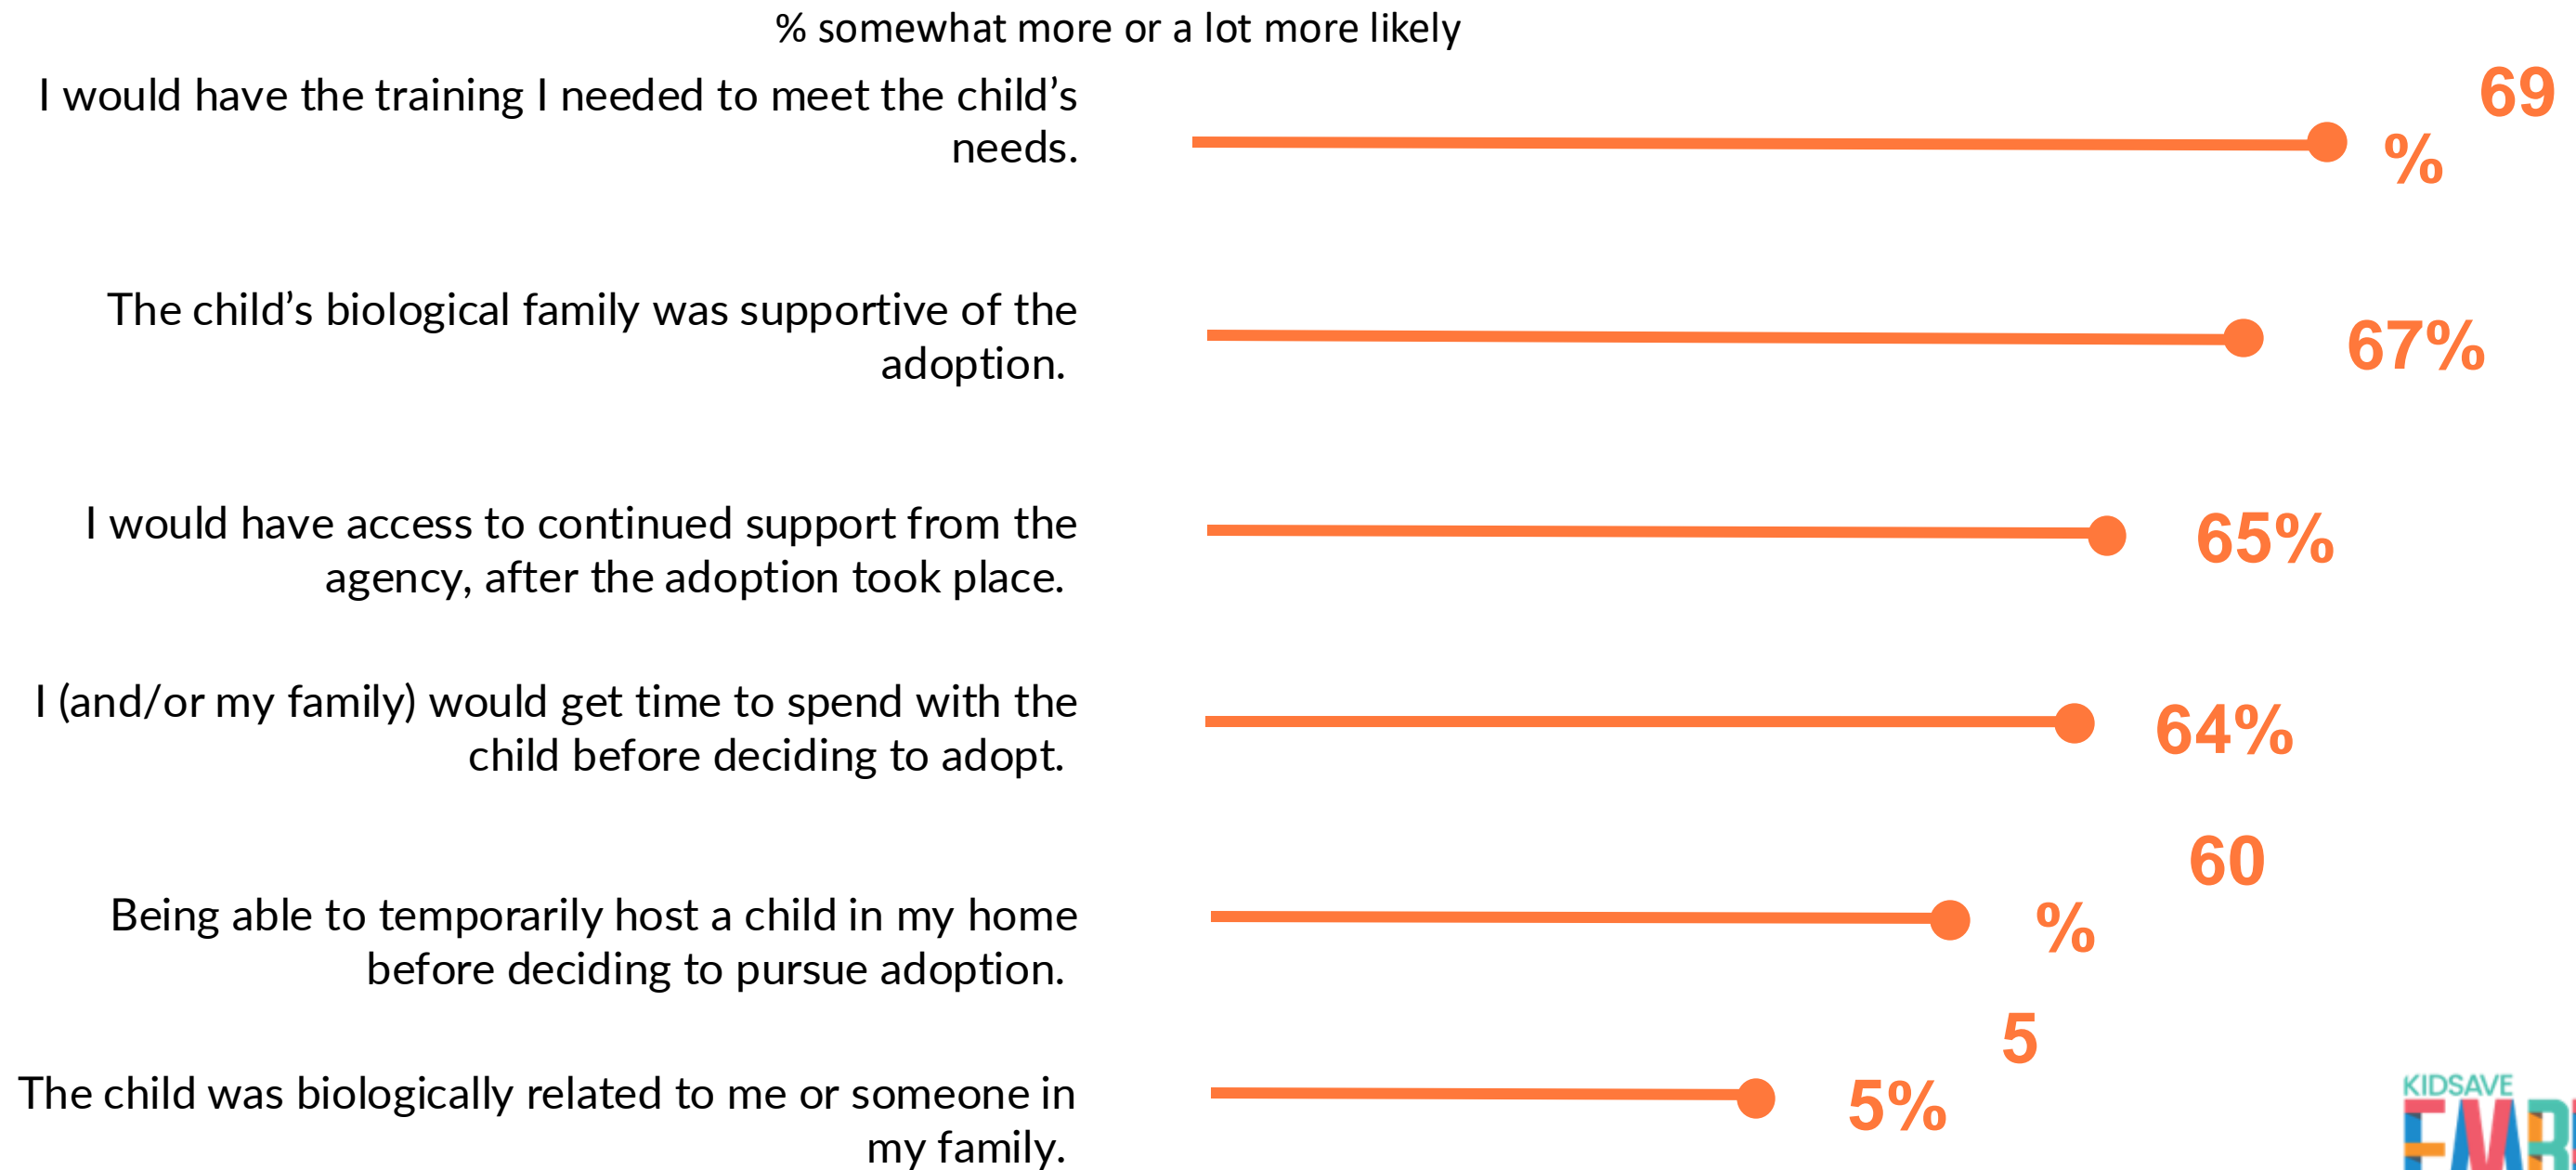 % somewhat more or a lot more likely
I would have the training I needed to meet the child’s
needs.
69
%
The child’s biological family was supportive of the
adoption.
67%
I would have access to continued support from the
agency, after the adoption took place.
65%
I (and/or my family) would get time to spend with the
child before deciding to adopt.
64%
Being able to temporarily host a child in my home
before deciding to pursue adoption.
60
%
The child was biologically related to me or someone in
my family.
5
5%
KIDSAVE